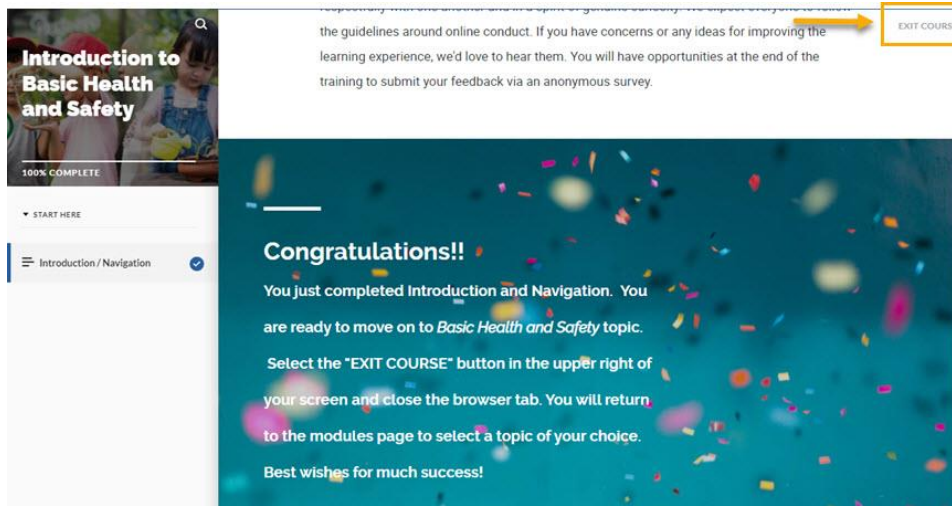 Introduction to
Basic Health
and Safety
100% COMPLETE
START HERE
Introduction / Navigation
the guidelines around online conduct. If you have concerns or any ideas for improving the
learning experience, we'd love to hear them. You will have opportunities at the end of the
training to submit your feedback via an anonymous survey.
EXIT COURS
Congratulations!!
You just completed Introduction and Navigation. You
are ready to move on to Basic Health and Safety topic.
Select the "EXIT COURSE" button in the upper right of
your screen and close the browser tab. You will return
to the modules page to select a topic of your choice.
Best wishes for much success!